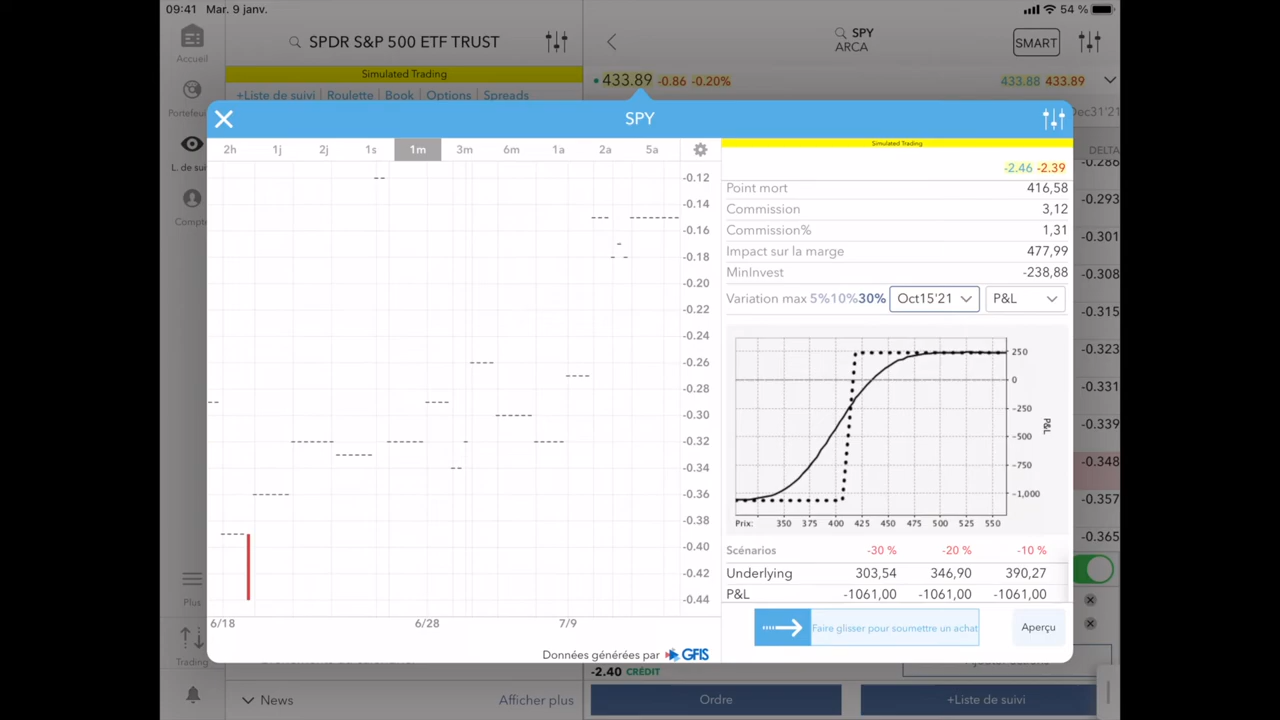 09:41 Mar. 9 janv.
54 %
Accueil
SPDR S&P 500 ETF TRUST
Simulated Trading
+Liste de suivi Roulette Book Options Spreads
Portefeui
L. de sui
Compte
Plus
Trading
News
Afficher plus
SPY
ARCA
SMART
433.89 -0.86 -0.20%
433.88 433.89
Dec31'21
DELTA
-0.286
-0.293
-0.301
-0.308
-0.315
-0.323
-0.331
-0.339
-0.348
-0.357
-0.365
SPY
2h 1j 2j 1s 1m 3m 6m 1a 2a 5a
-0.12
-0.14
-0.16
-0.18
-0.20
-0.22
-0.24
-0.26
-0.28
-0.30
-0.32
-0.34
-0.36
-0.38
-0.40
-0.42
-0.44
6/18 6/28 7/9
Données générées par GFIS
Simulated Trading
-2.46 -2.39
Point mort 416,58
Commission 3,12
Commission% 1,31
Impact sur la marge 477,99
MinInvest -238,88
Variation max 5%10%30% Oct15'21 P&L
250
0
-250
-500
-750
-1,000
P&L
Prix: 350 375 400 425 450 475 500 525 550
Scénarios -30 % -20 % -10 %
Underlying 303,54 346,90 390,27
P&L -1061,00 -1061,00 -1061,00
Faire glisser pour soumettre un achat
Aperçu
-2.40 CRÉDIT
Ordre
+Liste de suivi